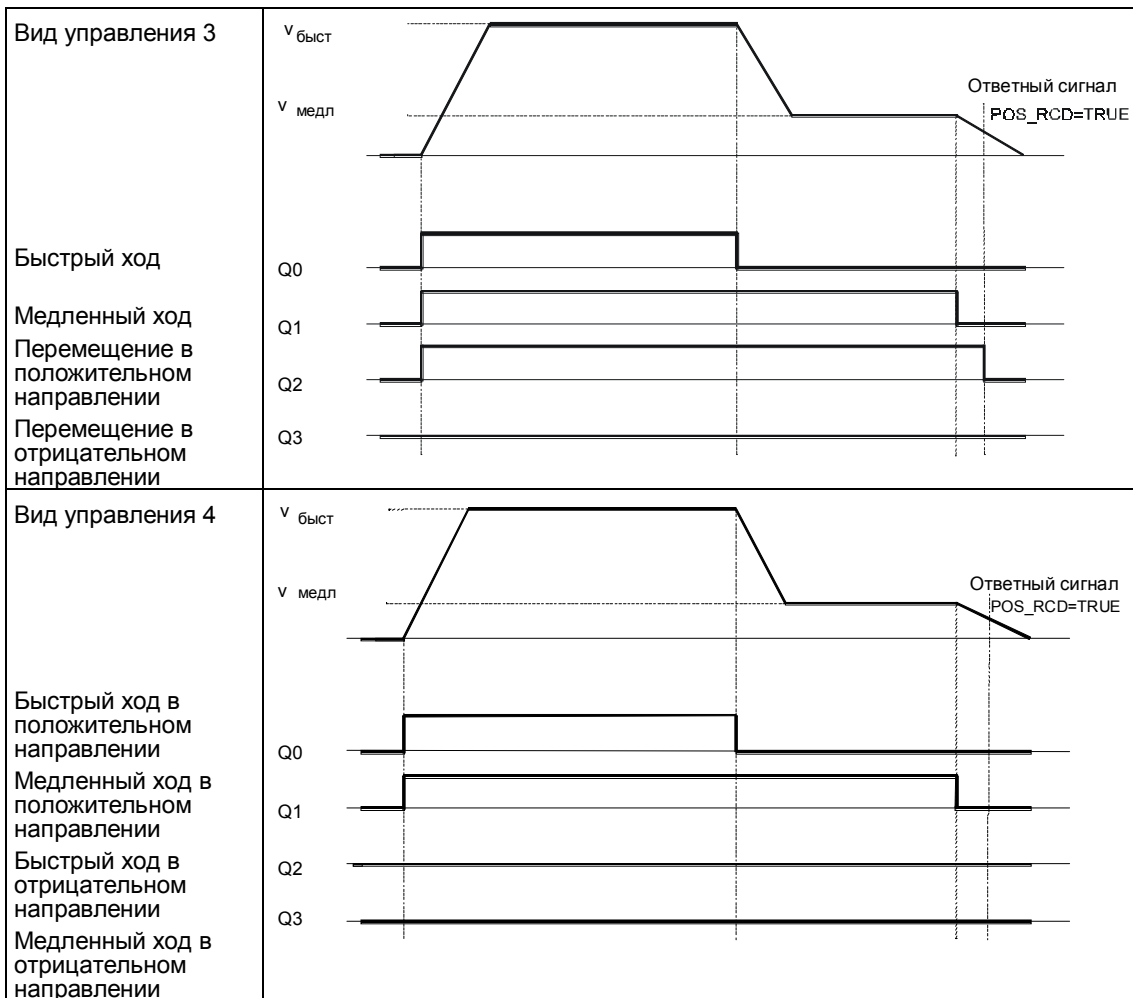 Вид управления 3
V быст
V медл
Ответный сигнал
POS_RCD=TRUE
Быстрый ход
Q0
Медленный ход
Q1
Перемещение в
положительном
направлении
Q2
Перемещение в
отрицательном
направлении
Q3
Вид управления 4
V быст
V медл
Ответный сигнал
POS_RCD=TRUE
Быстрый ход в
положительном
направлении
Q0
Медленный ход в
положительном
направлении
Q1
Быстрый ход в
отрицательном
направлении
Q2
Q3
Медленный ход в
отрицательном
направлении